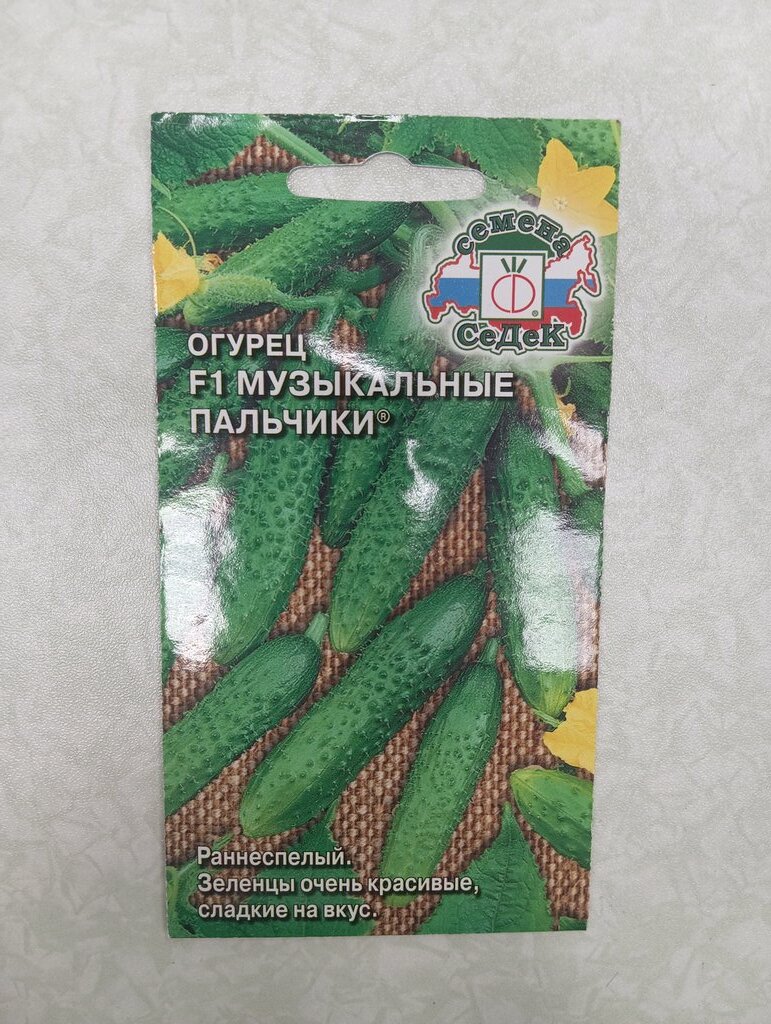 семена
СеДеК
®
ОГУРЕЦ
F1 МУЗЫКАЛЬНЫЕ
ПАЛЬЧИКИ®
Раннеспелый.
Зеленцы очень красивые,
сладкие на вкус.